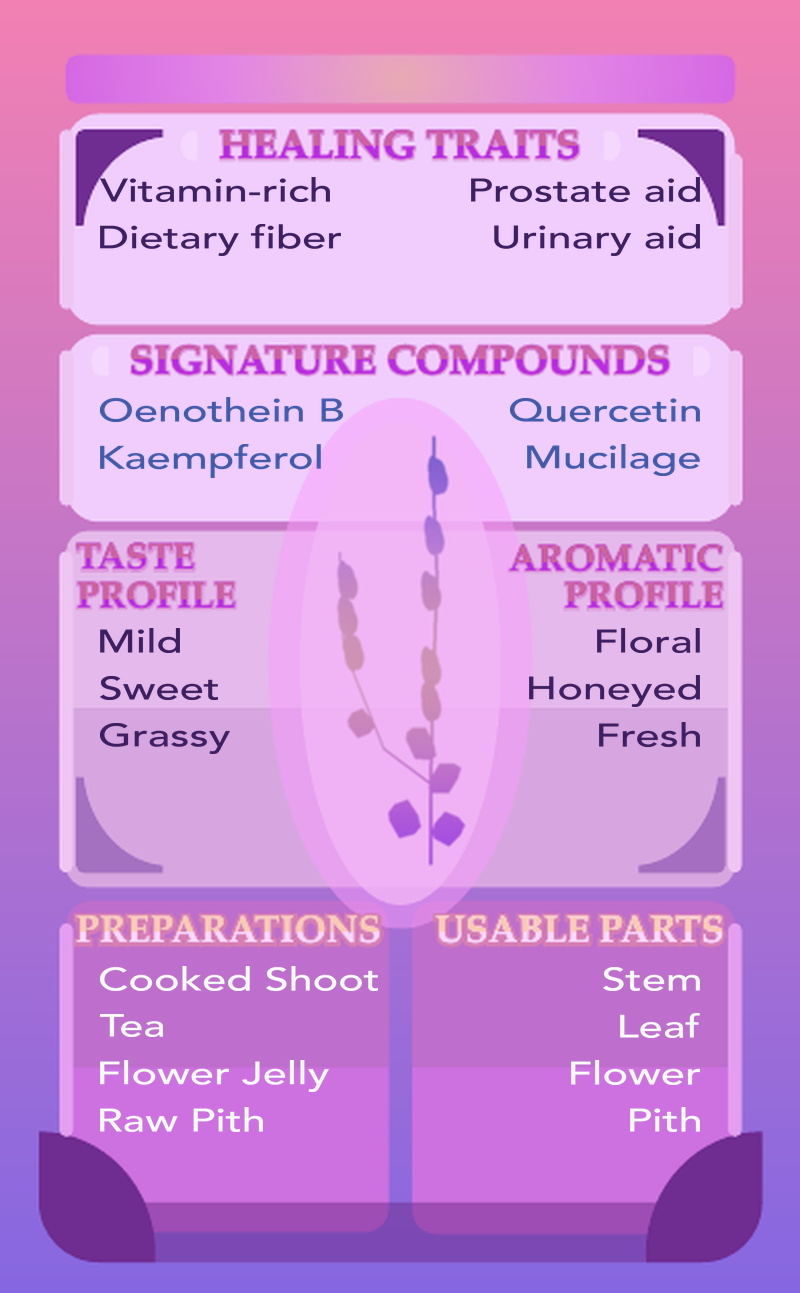 HEALING TRAITS
Vitamin-rich
Dietary fiber
Prostate aid
Urinary aid
SIGNATURE COMPOUNDS
Oenothein B
Kaempferol
Quercetin
Mucilage
TASTE
PROFILE
Mild
Sweet
Grassy
AROMATIC
PROFILE
Floral
Honeyed
Fresh
PREPARATIONS
Cooked Shoot
Tea
Flower Jelly
Raw Pith
USABLE PARTS
Stem
Leaf
Flower
Pith